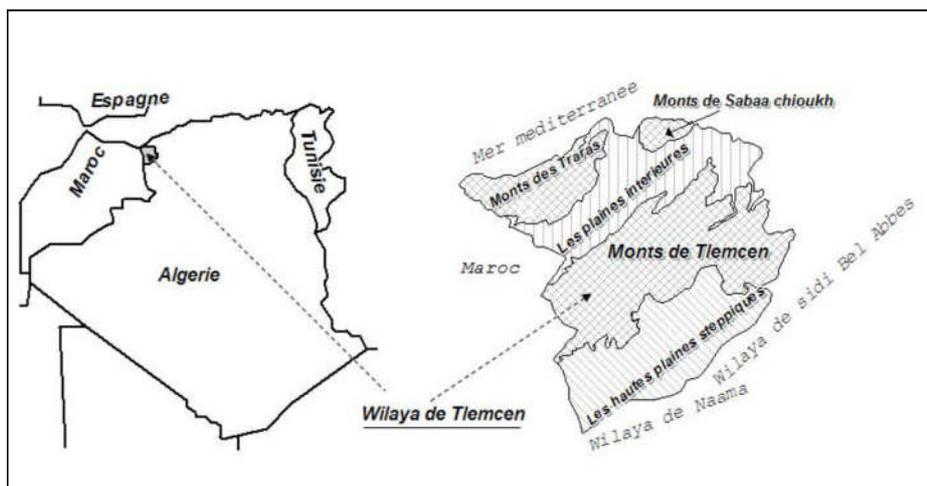 Espagne
Maroc
Tunisie
Algerie
Wilaya de Tlemcen
Mer mediterranee
Monts de Sabaa chioukh
Monts des Traras
Les plaines interieures
Maroc
Monts de Tlemcen
Les hautes plaines steppiques
Wilaya de sidi Bel Abbes
Wilaya de Naama